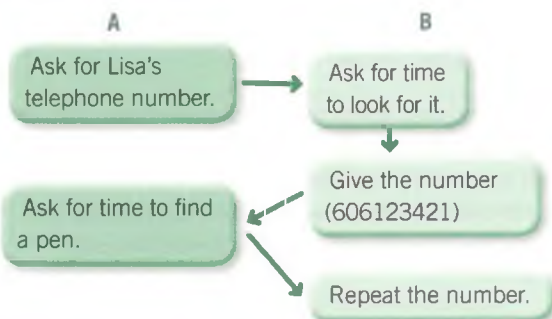 A
B
Ask for Lisa's
telephone number.
Ask for time
to look for it.
Give the number
(606123421)
Ask for time to find
a pen.
Repeat the number.